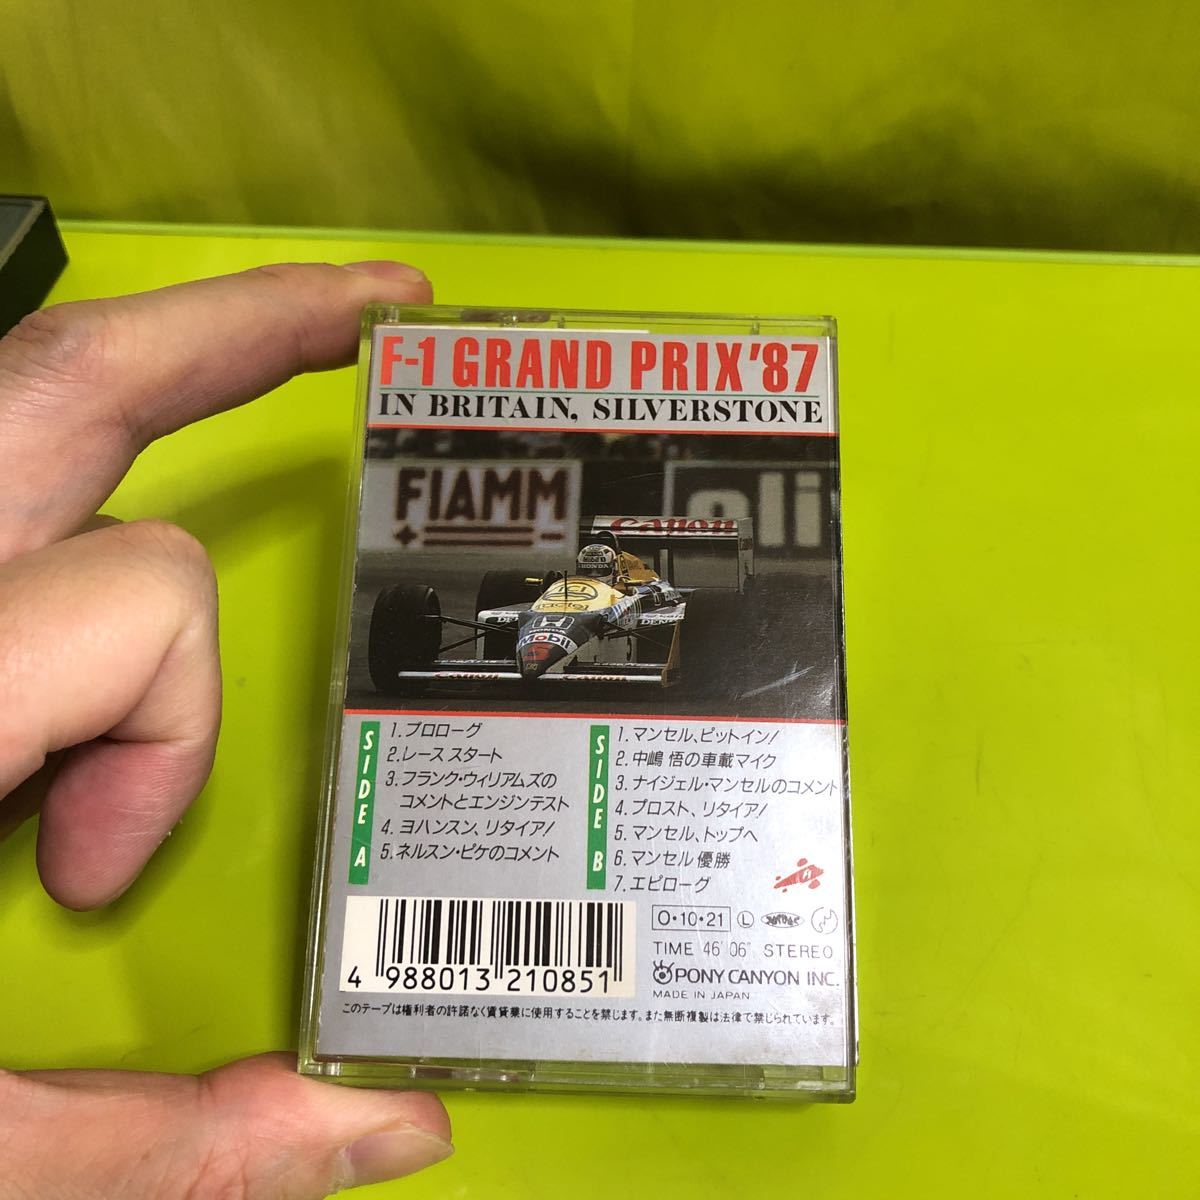 F-1 GRAND PRIX '87
IN BRITAIN, SILVERSTONE
FIAMM
+ −
oli
Canon
HONDA
DEN
DEN
HONDA
Mobil
5
Canon
Canon
SIDE A
1.プロローグ
2.レース スタート
3.フランク・ウィリアムズの
コメントとエンジンテスト
4.ヨハンスン、リタイア!
5.ネルスン・ピケのコメント
SIDE B
1.マンセル、ピットイン!
2.中嶋 悟の車載マイク
3.ナイジェル・マンセルのコメント
4.プロスト、リタイア!
5.マンセル、トップへ
6.マンセル優勝
7.エピローグ
O・10・21 Ⓛ
TIME 46'06" STEREO
PONY CANYON INC.
MADE IN JAPAN
4 988013 210851
このテープは権利者の許諾なく賃貸業に使用することを禁じます。また無断複製は法律で禁じられています。